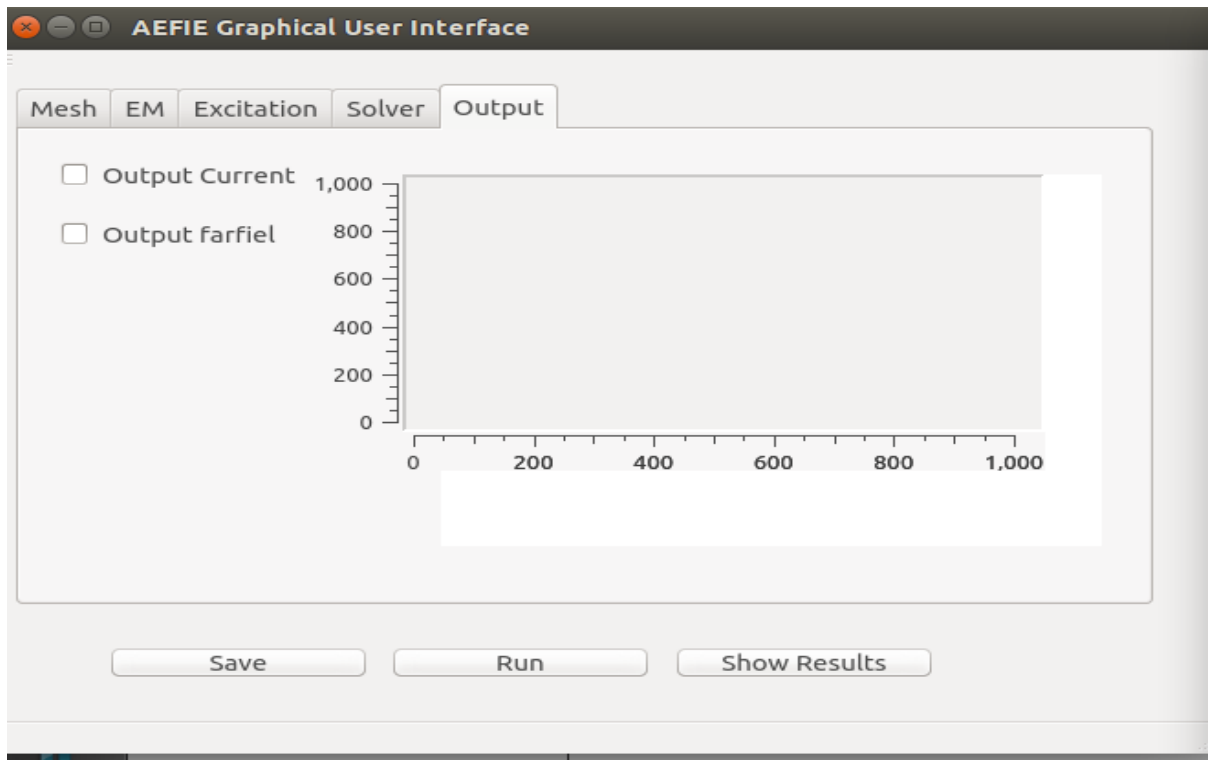 AEFIE Graphical User Interface
Mesh EM Excitation Solver Output
Output Current
Output farfiel
1,000
800
600
400
200
0
0 200 400 600 800 1,000
Save Run Show Results